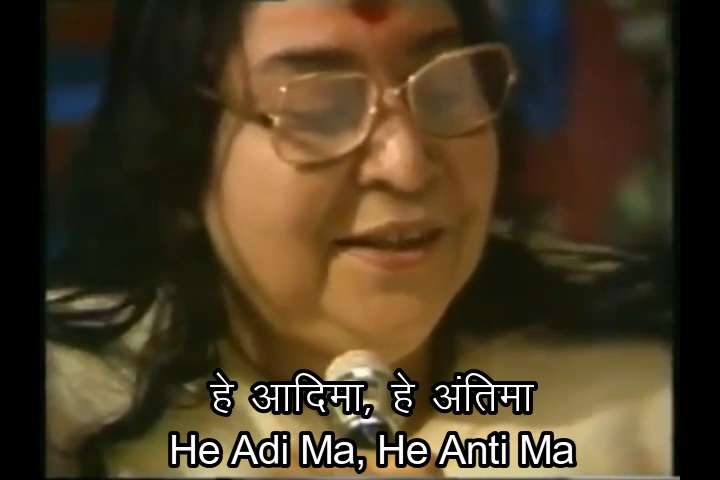 हे आदिमा, हे अंतिमा
He Adi Ma, He Anti Ma